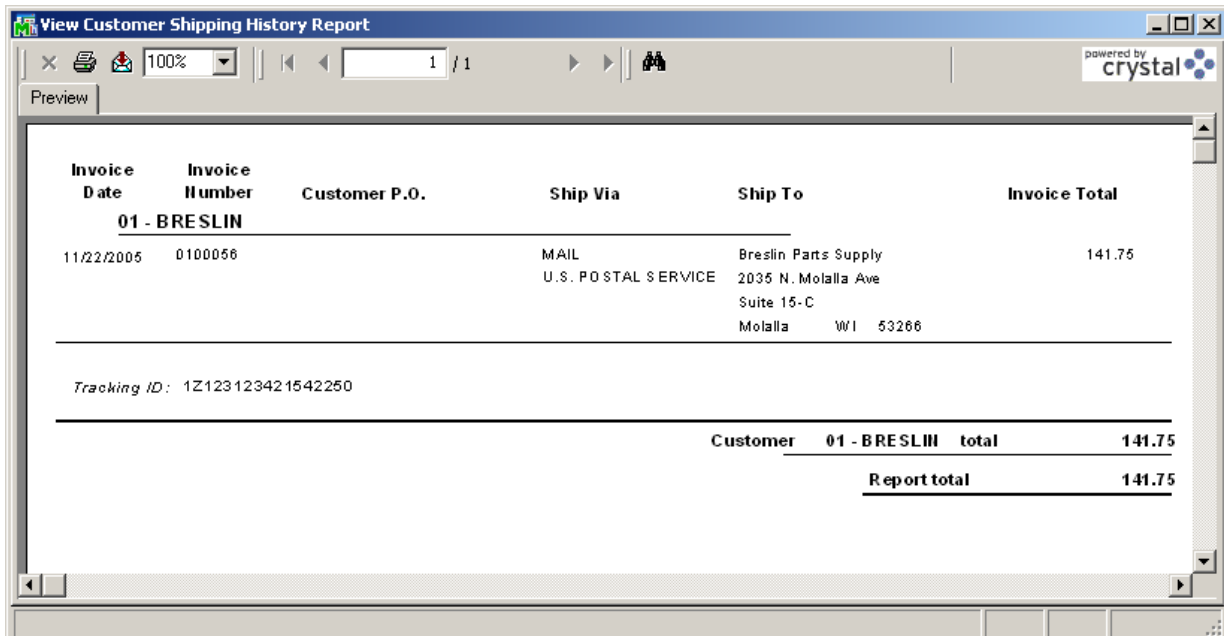 View Customer Shipping History Report
100% 1 / 1 powered by crystal
Preview
Invoice Date Invoice Number Customer P.O. Ship Via Ship To Invoice Total
01 - BRESLIN
11/22/2005 0100056 MAIL Breslin Parts Supply 141.75
U.S. POSTAL SERVICE 2035 N. Molalla Ave
Suite 15-C
Molalla WI 53266
Tracking ID: 1Z123123421542250
Customer 01 - BRESLIN total 141.75
Report total 141.75